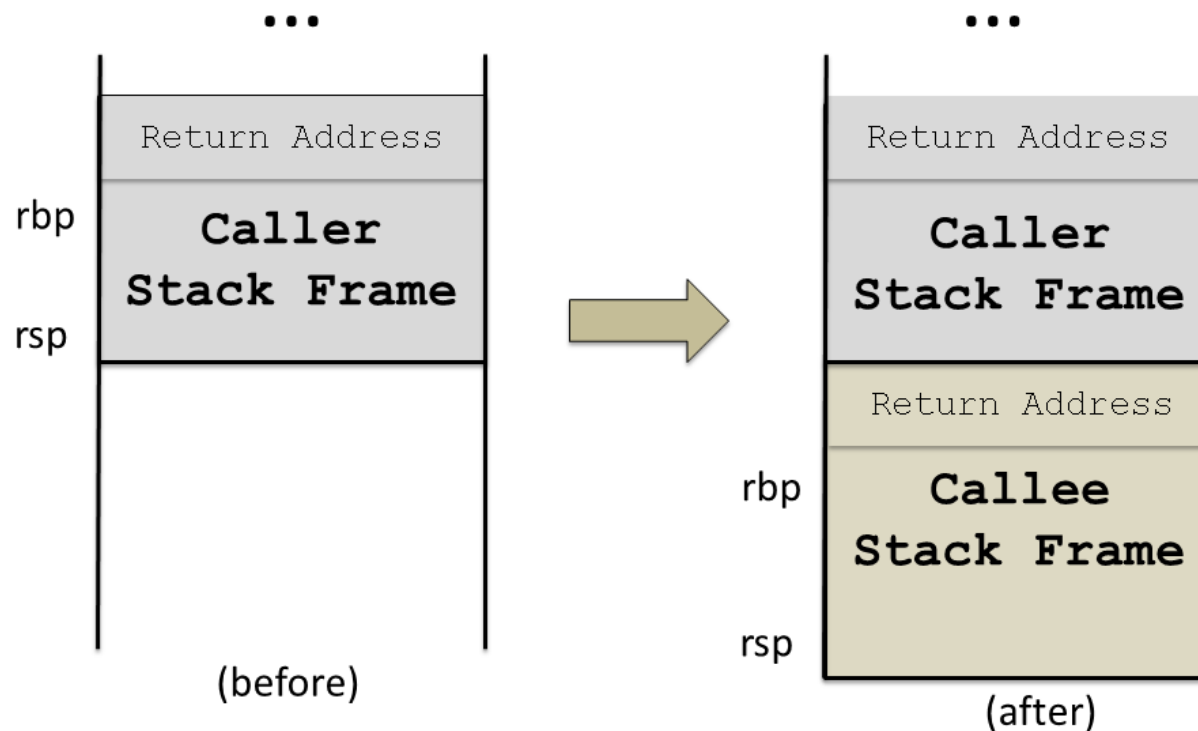 ...
Return Address
rbp
Caller
Stack Frame
rsp
(before)
...
Return Address
Caller
Stack Frame
Return Address
rbp
Callee
Stack Frame
rsp
(after)